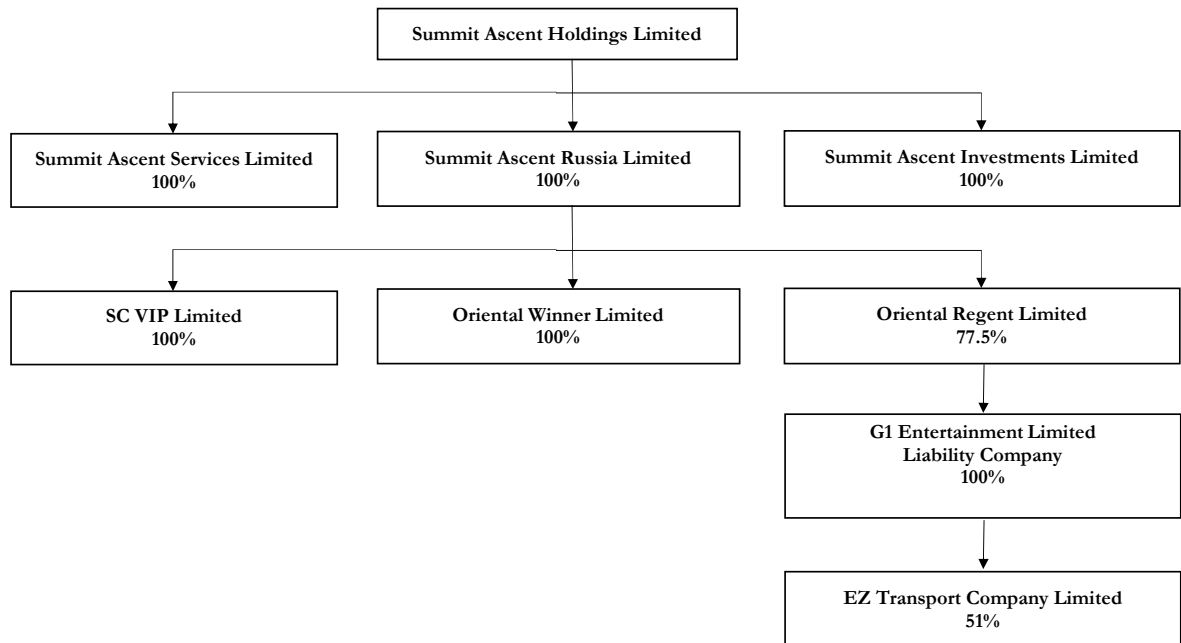 Summit Ascent Holdings Limited
Summit Ascent Services Limited
100%
Summit Ascent Russia Limited
100%
Summit Ascent Investments Limited
100%
SC VIP Limited
100%
Oriental Winner Limited
100%
Oriental Regent Limited
77.5%
G1 Entertainment Limited
Liability Company
100%
EZ Transport Company Limited
51%